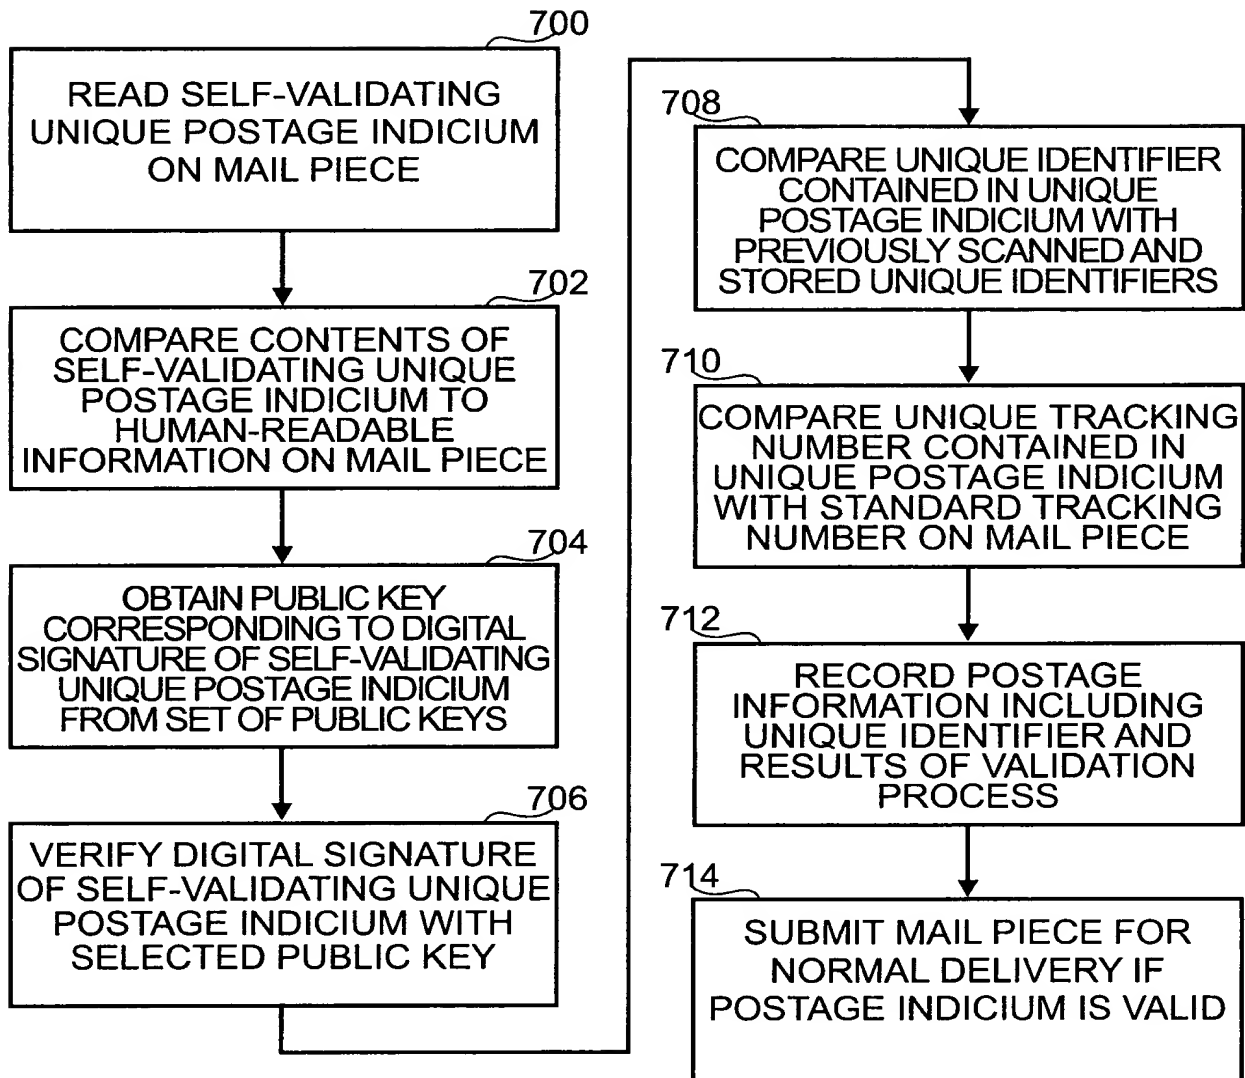 700
READ SELF-VALIDATING
UNIQUE POSTAGE INDICIUM
ON MAIL PIECE
702
COMPARE CONTENTS OF
SELF-VALIDATING UNIQUE
POSTAGE INDICIUM TO
HUMAN-READABLE
INFORMATION ON MAIL PIECE
704
OBTAIN PUBLIC KEY
CORRESPONDING TO DIGITAL
SIGNATURE OF SELF-VALIDATING
UNIQUE POSTAGE INDICIUM
FROM SET OF PUBLIC KEYS
706
VERIFY DIGITAL SIGNATURE
OF SELF-VALIDATING UNIQUE
POSTAGE INDICIUM WITH
SELECTED PUBLIC KEY
708
COMPARE UNIQUE IDENTIFIER
CONTAINED IN UNIQUE
POSTAGE INDICIUM WITH
PREVIOUSLY SCANNED AND
STORED UNIQUE IDENTIFIERS
710
COMPARE UNIQUE TRACKING
NUMBER CONTAINED IN
UNIQUE POSTAGE INDICIUM
WITH STANDARD TRACKING
NUMBER ON MAIL PIECE
712
RECORD POSTAGE
INFORMATION INCLUDING
UNIQUE IDENTIFIER AND
RESULTS OF VALIDATION
PROCESS
714
SUBMIT MAIL PIECE FOR
NORMAL DELIVERY IF
POSTAGE INDICIUM IS VALID